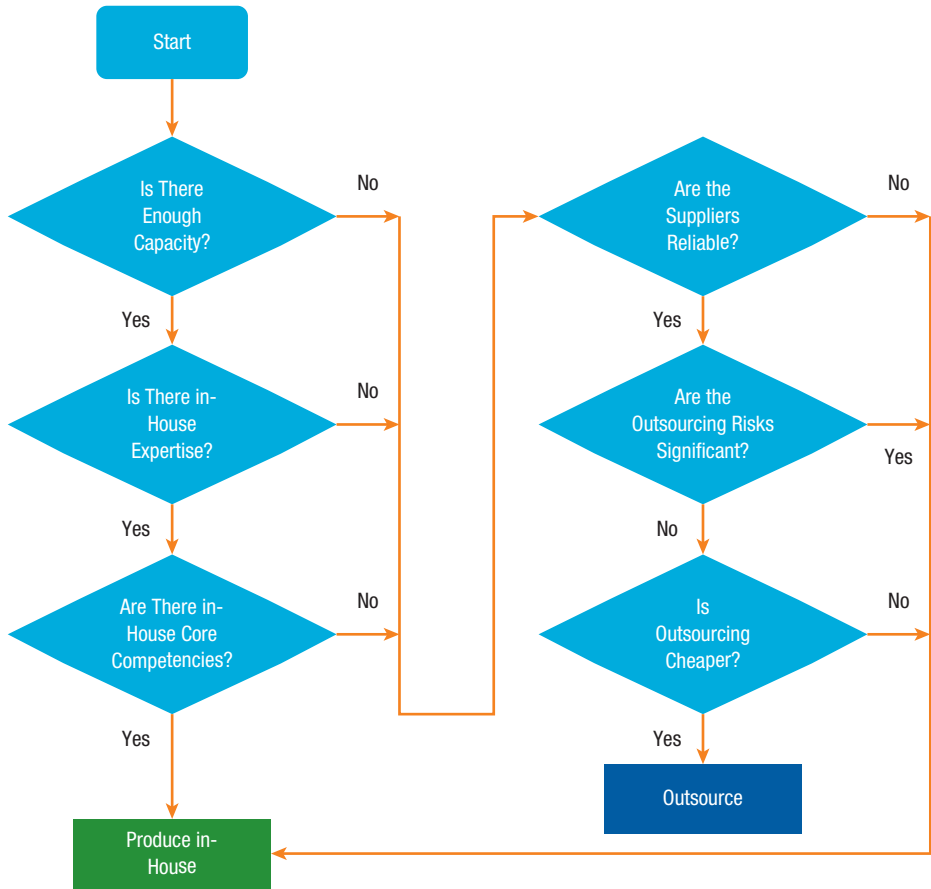 Start
Is There
Enough
Capacity?
No
Yes
Is There in-
House
Expertise?
No
Yes
Are There in-
House Core
Competencies?
No
Yes
Produce in-
House
Are the
Suppliers
Reliable?
No
Yes
Are the
Outsourcing Risks
Significant?
Yes
No
Is
Outsourcing
Cheaper?
No
Yes
Outsource